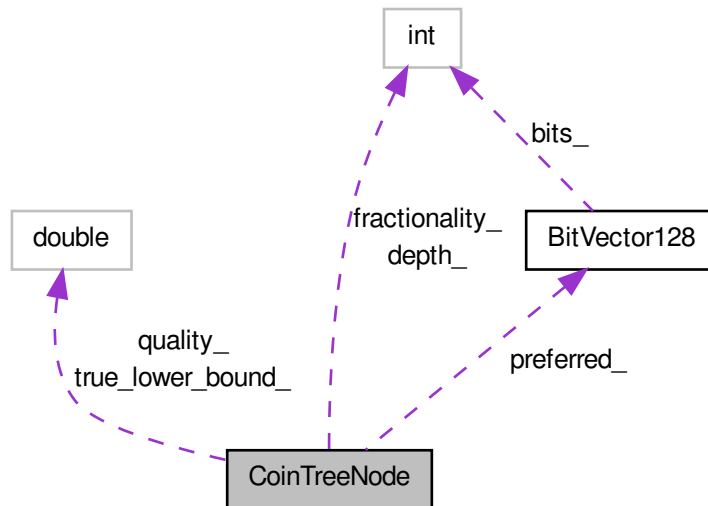 int
bits_
double
fractionality_
depth_
BitVector128
quality_
true_lower_bound_
preferred_
CoinTreeNode